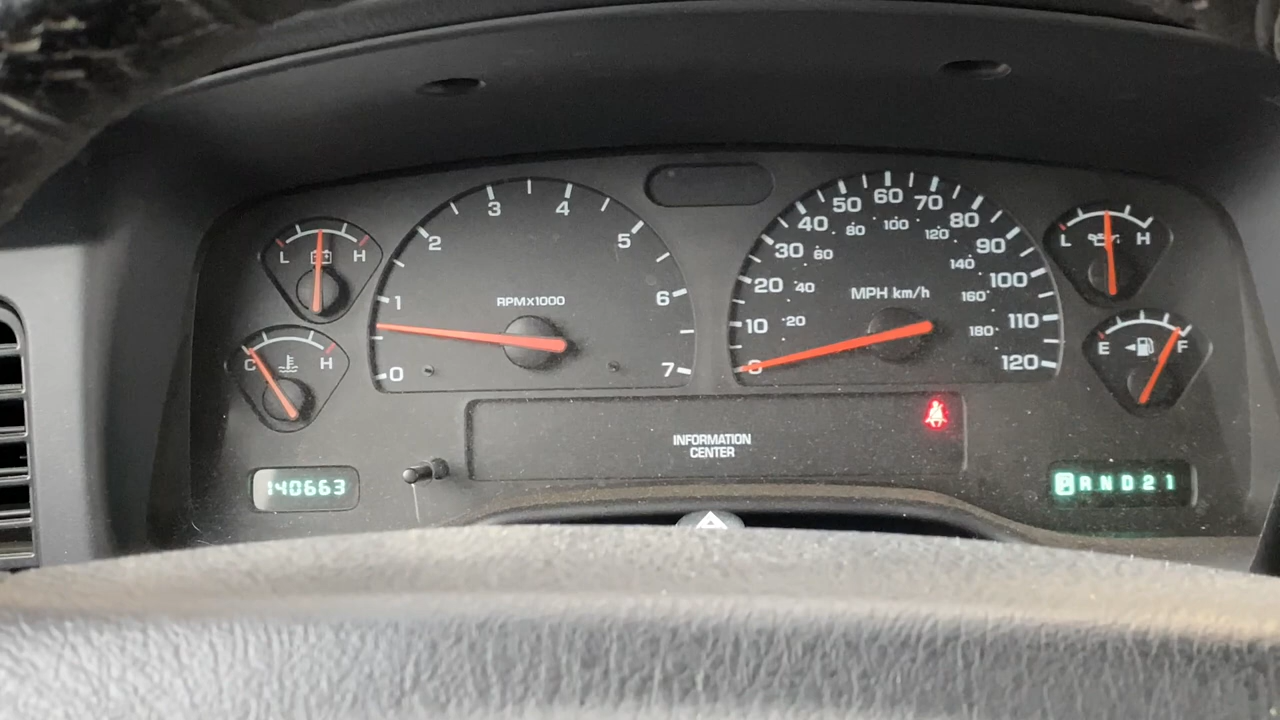 L H
C H
140663
0 1 2 3 4 5 6 7
RPMx1000
0 10 20 30 40 50 60 70 80 90 100 110 120
20 40 60 80 100 120 140 160 180
MPH km/h
L H
E F
INFORMATION
CENTER
P R N D 2 1